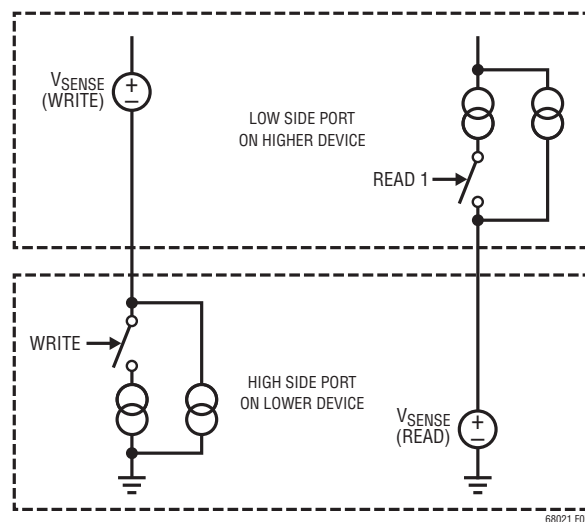 VSENSE
(WRITE)
+
−
LOW SIDE PORT
ON HIGHER DEVICE
READ 1
WRITE
HIGH SIDE PORT
ON LOWER DEVICE
VSENSE
(READ)
+
−
68021 F0